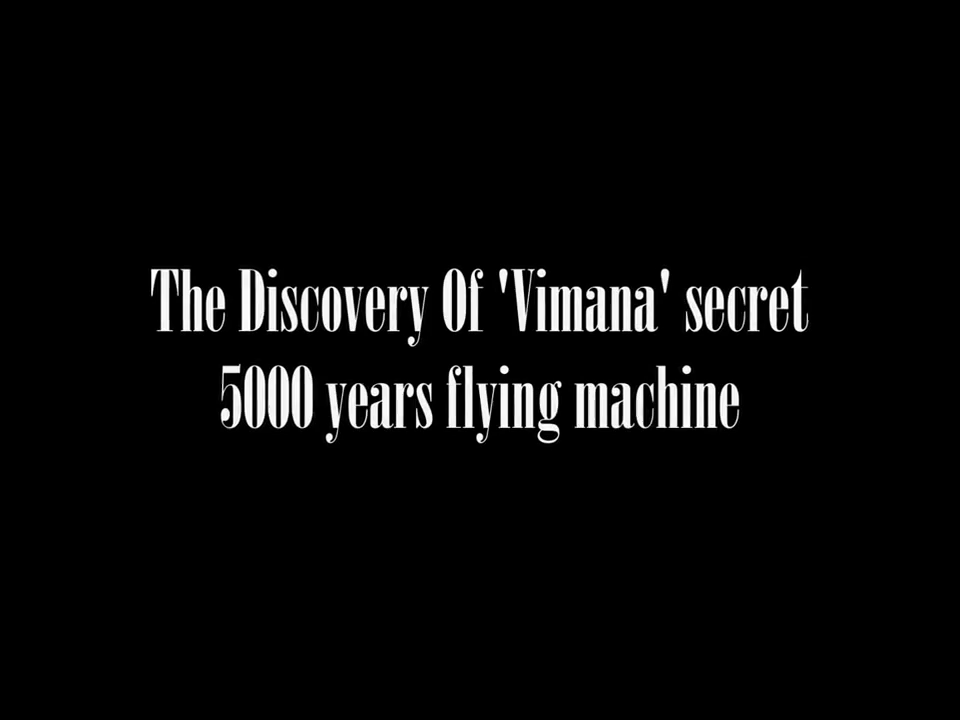 The Discovery Of 'Vimana' secret
5000 years flying machine